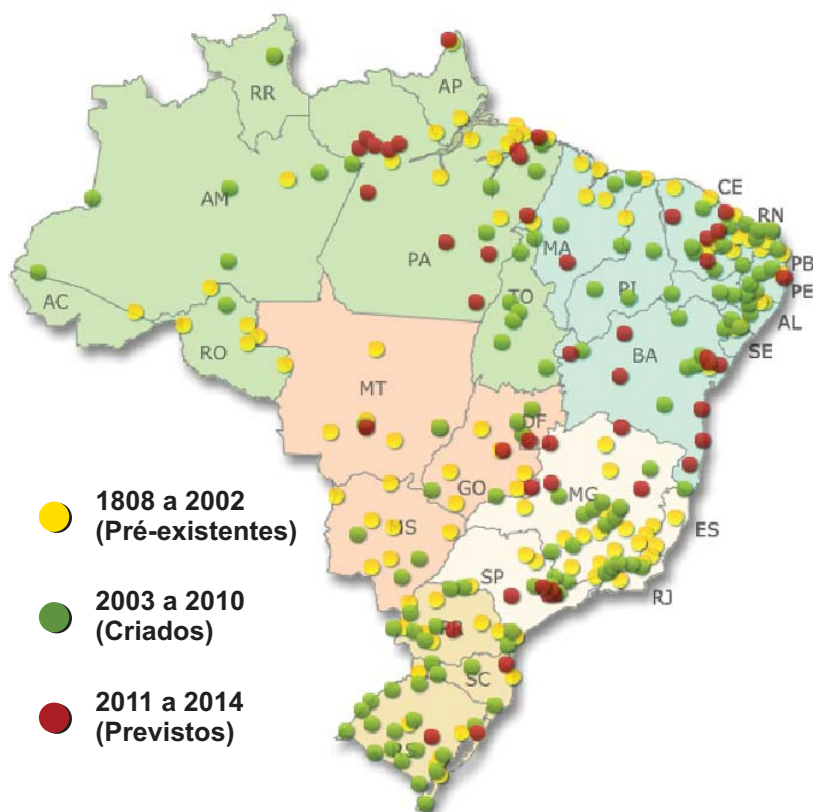 RR
AP
AM
PA
MA
CE
RN
PB
PE
AL
SE
PI
TO
AC
RO
BA
MT
DF
GO
MG
ES
MS
SP
RJ
PR
SC
RS
1808 a 2002
(Pré-existentes)
2003 a 2010
(Criados)
2011 a 2014
(Previstos)